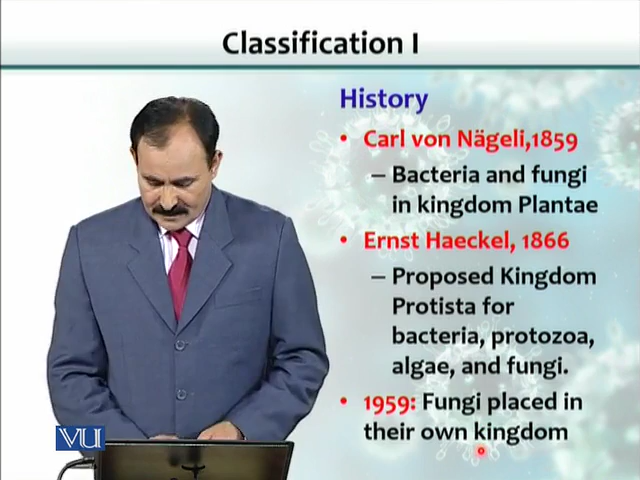 Classification I
History
• Carl von Nägeli,1859
– Bacteria and fungi
in kingdom Plantae
• Ernst Haeckel, 1866
– Proposed Kingdom
Protista for
bacteria, protozoa,
algae, and fungi.
• 1959: Fungi placed in
their own kingdom
VU